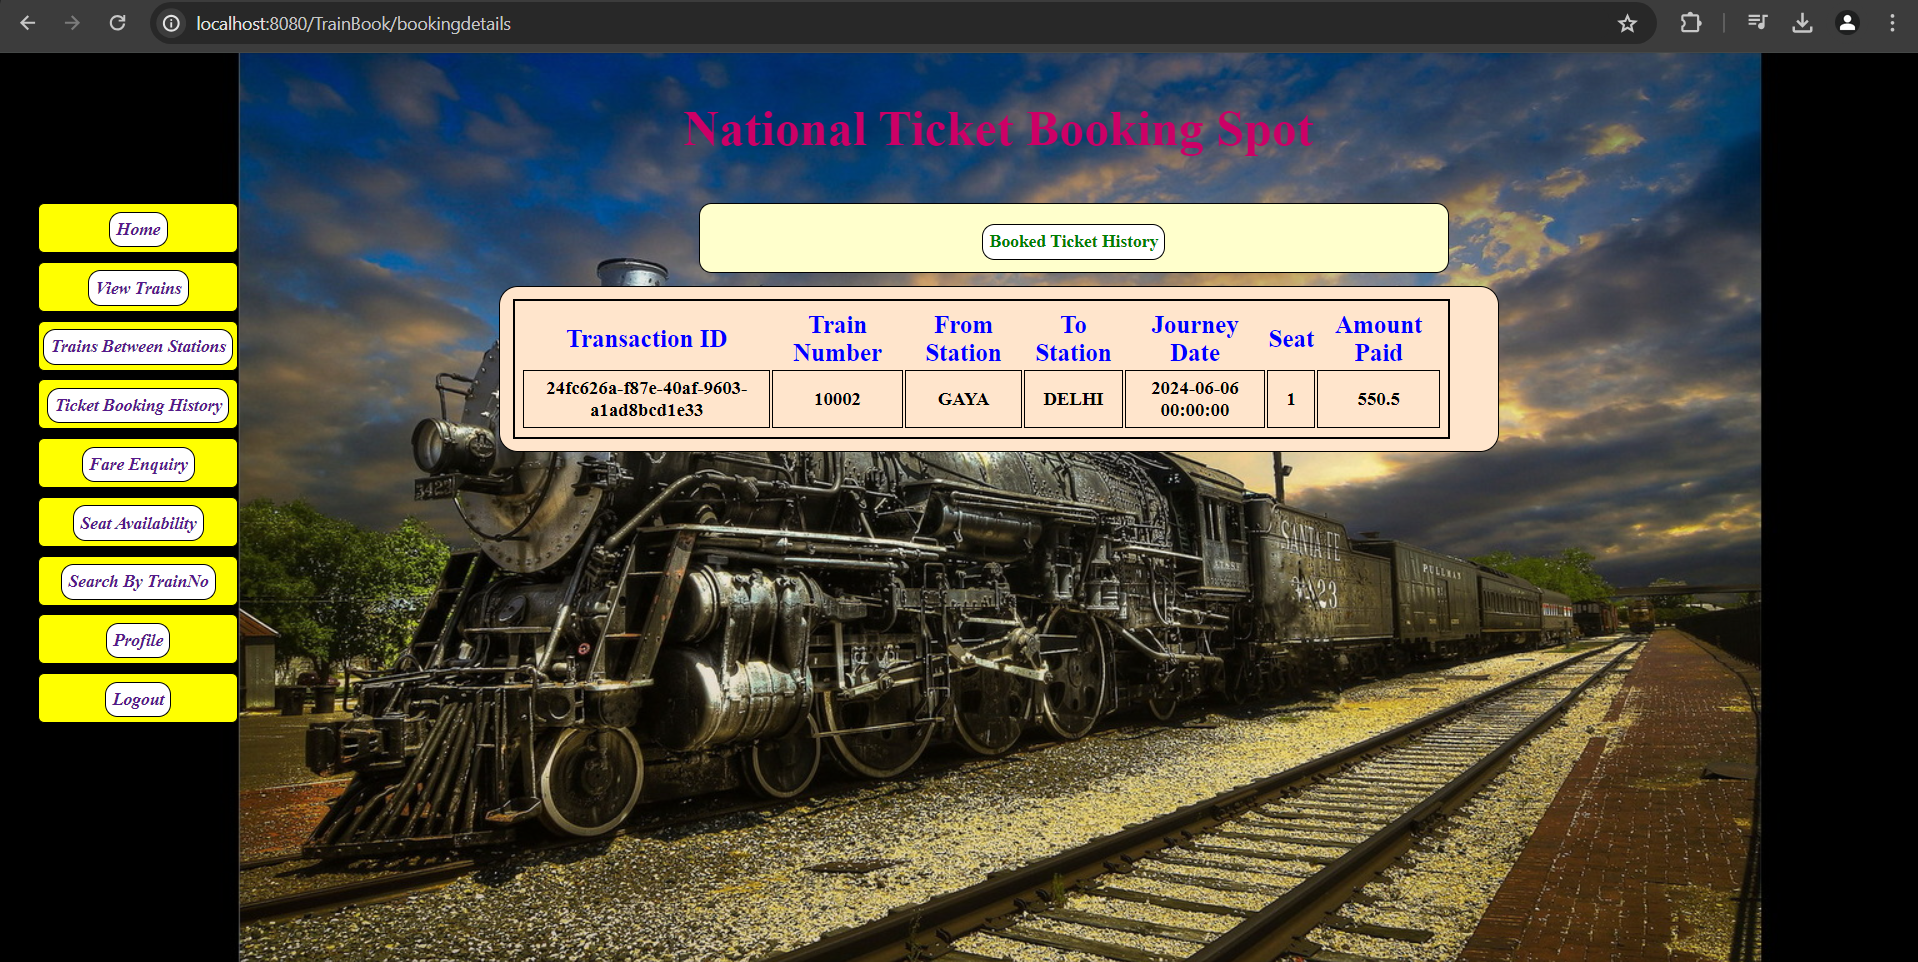 localhost:8080/TrainBook/bookingdetails
National Ticket Booking Spot
Home
View Trains
Trains Between Stations
Ticket Booking History
Fare Enquiry
Seat Availability
Search By TrainNo
Profile
Logout
Booked Ticket History
Transaction ID
Train
Number
From
Station
To
Station
Journey
Date
Seat
Amount
Paid
24fc626a-f87e-40af-9603-
a1ad8bcd1e33
10002
GAYA
DELHI
2024-06-06
00:00:00
1
550.5
SANTA FE
PULLMAN